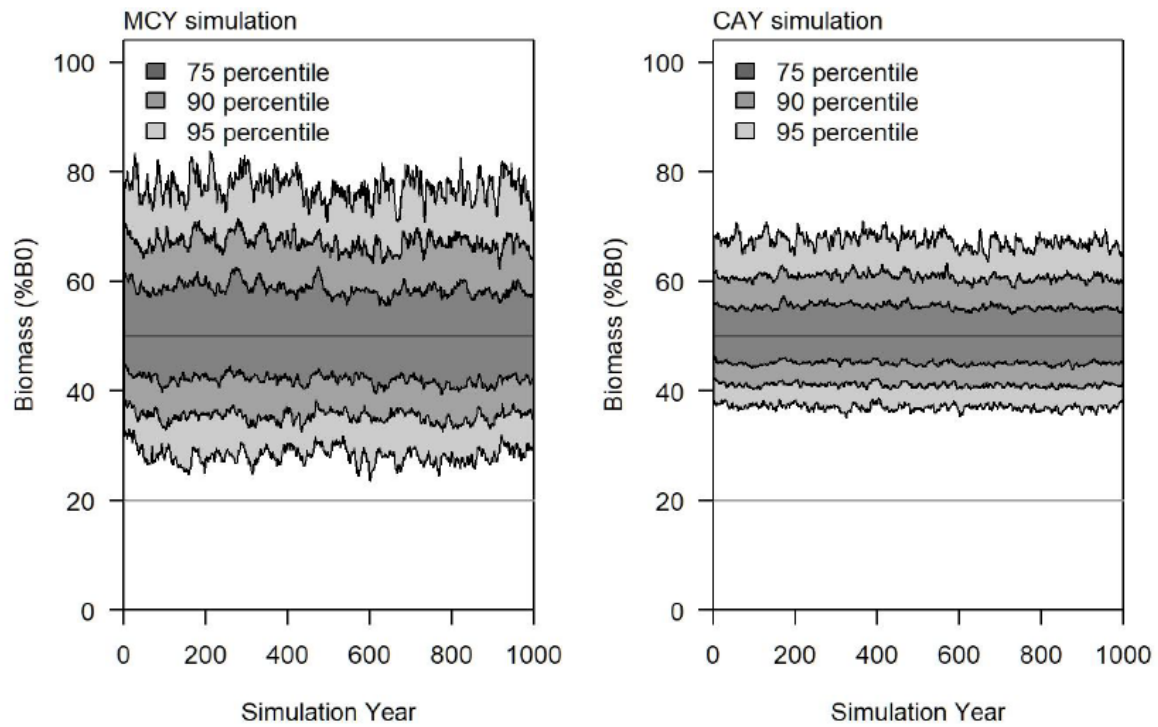 MCY simulation
75 percentile
90 percentile
95 percentile
100
80
60
40
20
0
Biomass (%B0)
0 200 400 600 800 1000
Simulation Year
CAY simulation
75 percentile
90 percentile
95 percentile
100
80
60
40
20
0
Biomass (%B0)
0 200 400 600 800 1000
Simulation Year